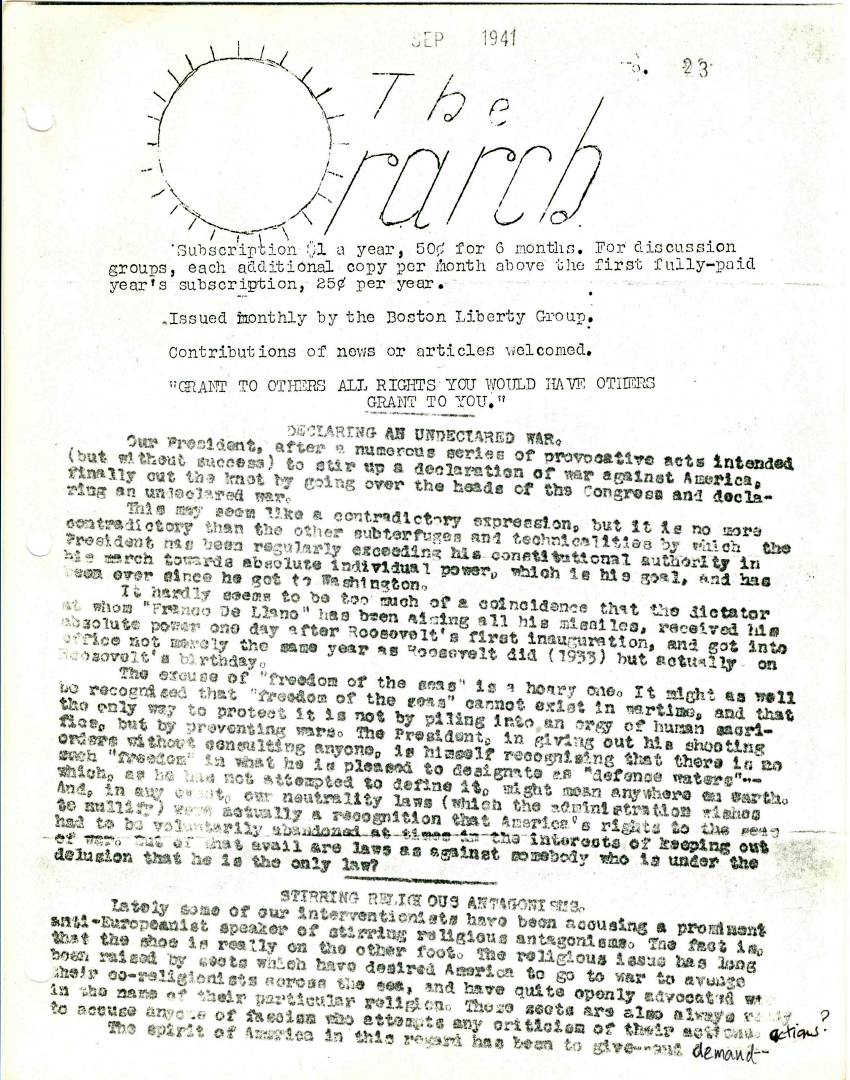 SEP 1941
No. 23
The
Orarch
Subscription $1 a year, 50¢ for 6 months. For discussion
groups, each additional copy per month above the first fully-paid
year's subscription, 25¢ per year.
Issued monthly by the Boston Liberty Group.
Contributions of news or articles welcomed.
"GRANT TO OTHERS ALL RIGHTS YOU WOULD HAVE OTHERS
GRANT TO YOU."
DECLARING AN UNDECLARED WAR.
Our President, after a numerous series of provocative acts intended
(but without success) to stir up a declaration of war against America,
finally cut the knot by going over the heads of the Congress and decla-
ring an undeclared war.
This may seem like a contradictory expression, but it is no more
contradictory than the other subterfuges and technicalities by which the
President has been regularly exceeding his constitutional authority in
his march towards absolute individual power, which is his goal, and has
been ever since he got to Washington.
It hardly seems to be too much of a coincidence that the dictator
at whom "Franco De Llano" has been aiming all his missiles, received his
absolute power one day after Roosevelt's first inauguration, and got into
office not merely the same year as Roosevelt did (1933) but actually on
Roosevelt's birthday.
The excuse of "freedom of the seas" is a hoary one. It might as well
be recognised that "freedom of the seas" cannot exist in wartime, and that
the only way to protect it is not by piling into an orgy of human sacri-
fice, but by preventing wars. The President, in giving out his shooting
orders without consulting anyone, is himself recognising that there is no
such "freedom" in what he is pleased to designate as "defence waters"--
which, as he has not attempted to define it, might mean anywhere on earth.
And, in any event, our neutrality laws (which the administration wishes
to nullify) were actually a recognition that America's rights to the seas
had to be voluntarily abandoned at times in the interests of keeping out
of war. But of that avail are laws as against somebody who is under the
delusion that he is the only law?
STIRRING RELIGIOUS ANTAGONISMS.
Lately some of our interventionists have been accusing a prominent
anti-Europeanist speaker of stirring religious antagonisms. The fact is,
that the shoe is really on the other foot. The religious issue has long
been raised by sects which have desired America to go to war to avenge
their co-religionists across the sea, and have quite openly advocated war
in the name of their particular religion. These sects are also always ready
to accuse anyone of fascism who attempts any criticism of their actions. actions?
The spirit of America in this regard has been to give--and demand-